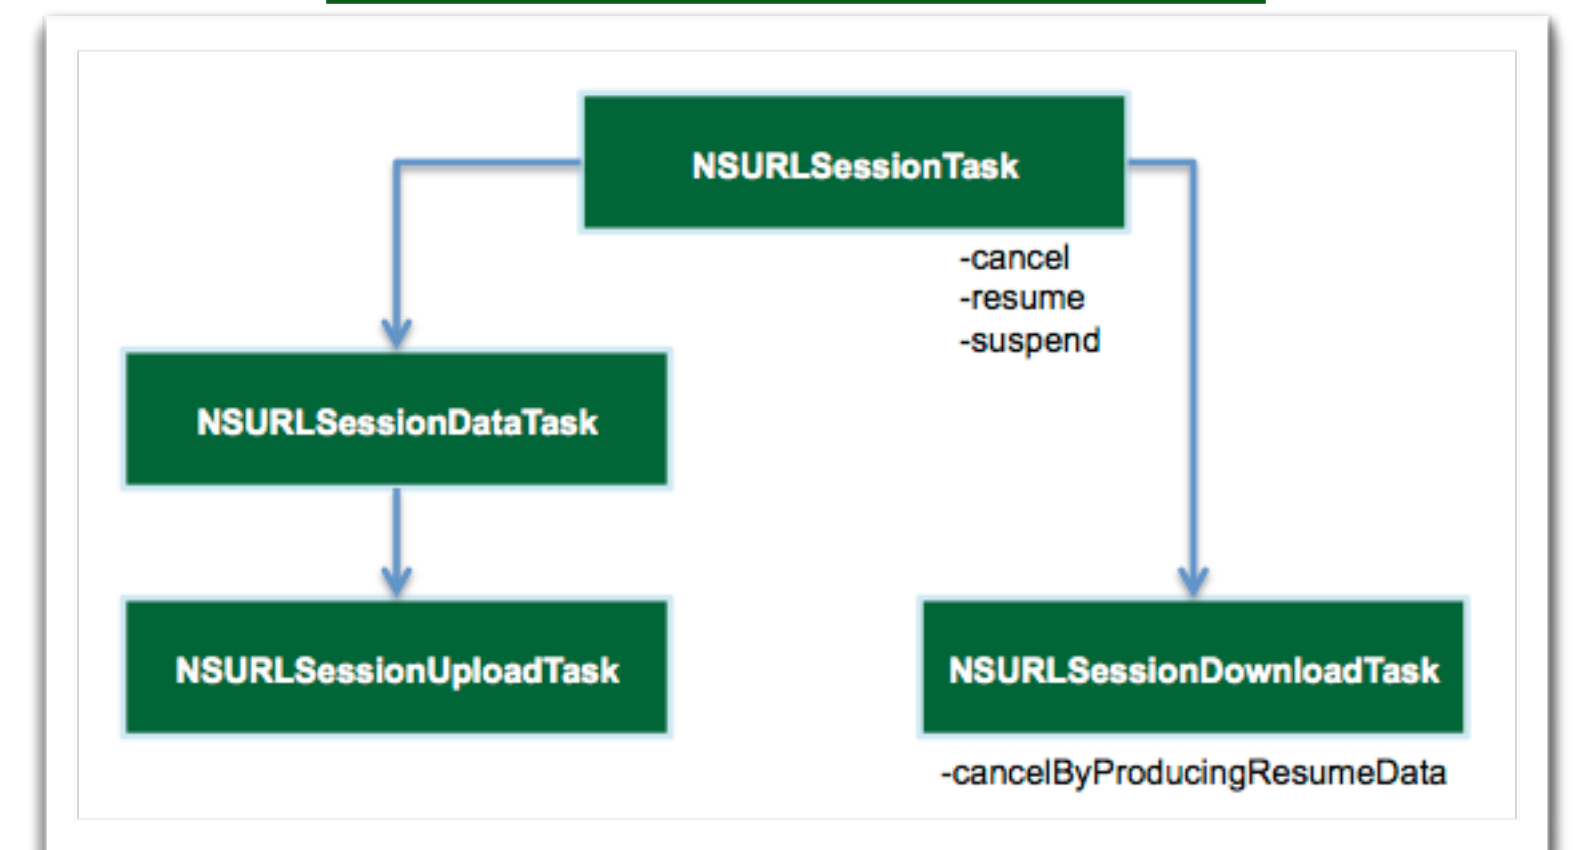 NSURLSessionTask
-cancel
-resume
-suspend
NSURLSessionDataTask
NSURLSessionUploadTask
NSURLSessionDownloadTask
-cancelByProducingResumeData